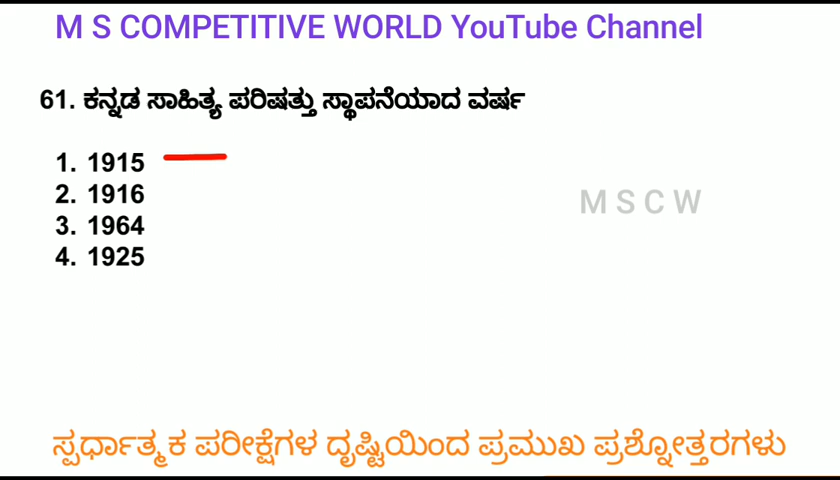 M S COMPETITIVE WORLD YouTube Channel
61. ಕನ್ನಡ ಸಾಹಿತ್ಯ ಪರಿಷತ್ತು ಸ್ಥಾಪನೆಯಾದ ವರ್ಷ
1. 1915
2. 1916
M S C W
3. 1964
4. 1925
ಸ್ಪರ್ಧಾತ್ಮಕ ಪರೀಕ್ಷೆಗಳ ದೃಷ್ಟಿಯಿಂದ ಪ್ರಮುಖ ಪ್ರಶ್ನೋತ್ತರಗಳು